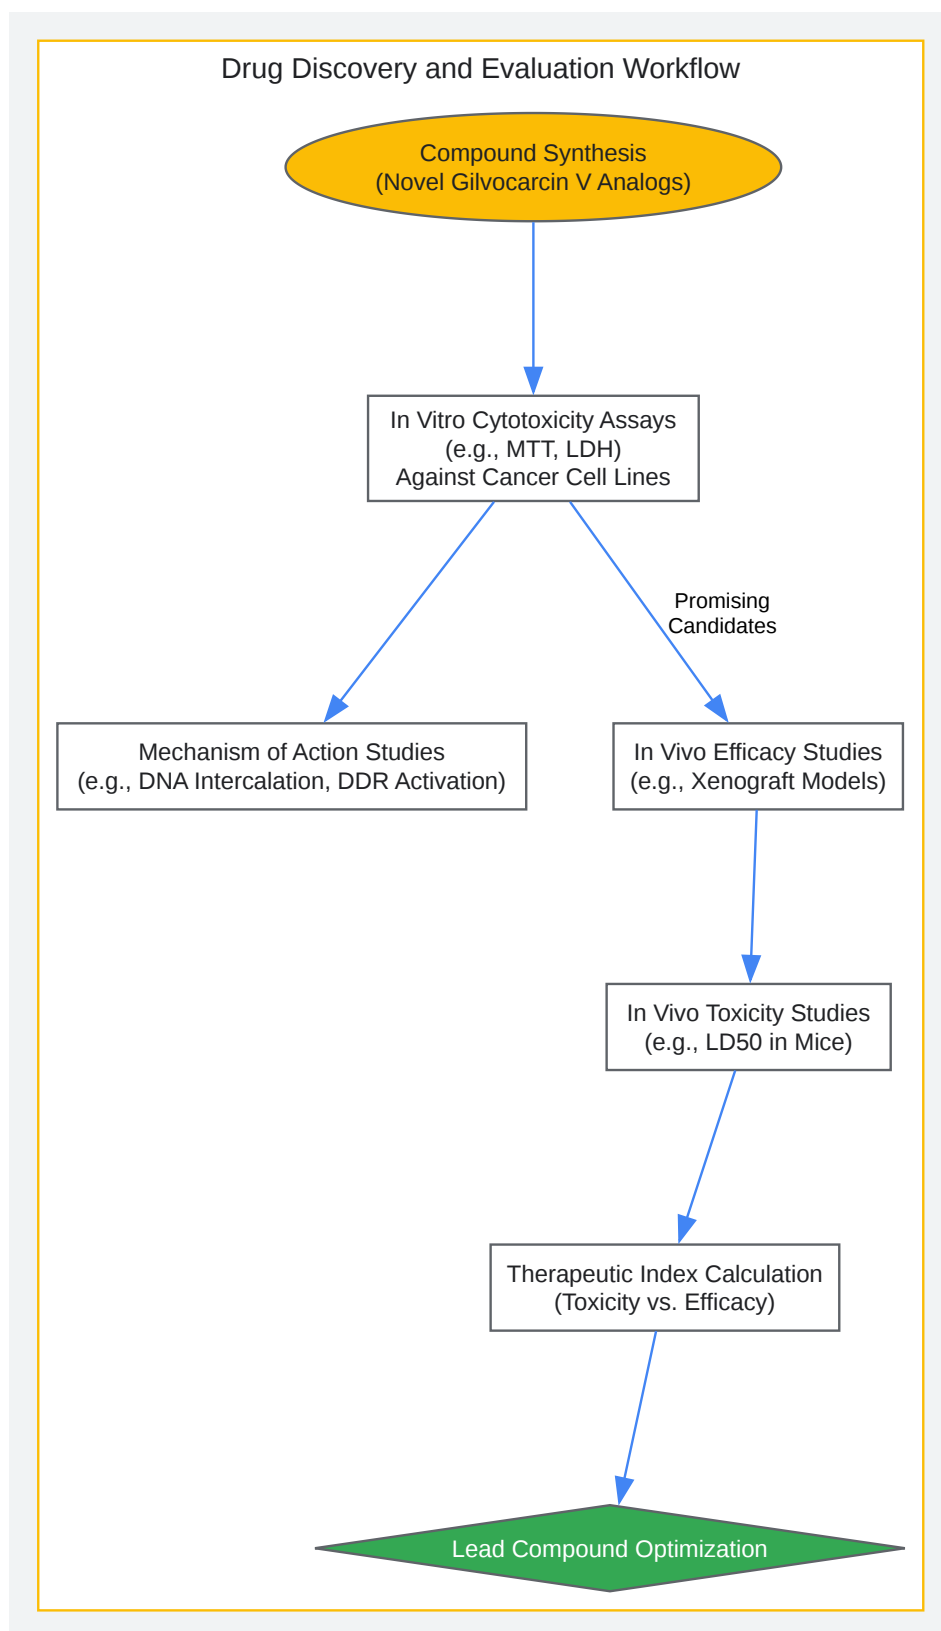 Drug Discovery and Evaluation Workflow
Compound Synthesis
(Novel Gilvocarcin V Analogs)
In Vitro Cytotoxicity Assays
(e.g., MTT, LDH)
Against Cancer Cell Lines
Promising
Candidates
Mechanism of Action Studies
(e.g., DNA Intercalation, DDR Activation)
In Vivo Efficacy Studies
(e.g., Xenograft Models)
In Vivo Toxicity Studies
(e.g., LD50 in Mice)
Therapeutic Index Calculation
(Toxicity vs. Efficacy)
Lead Compound Optimization